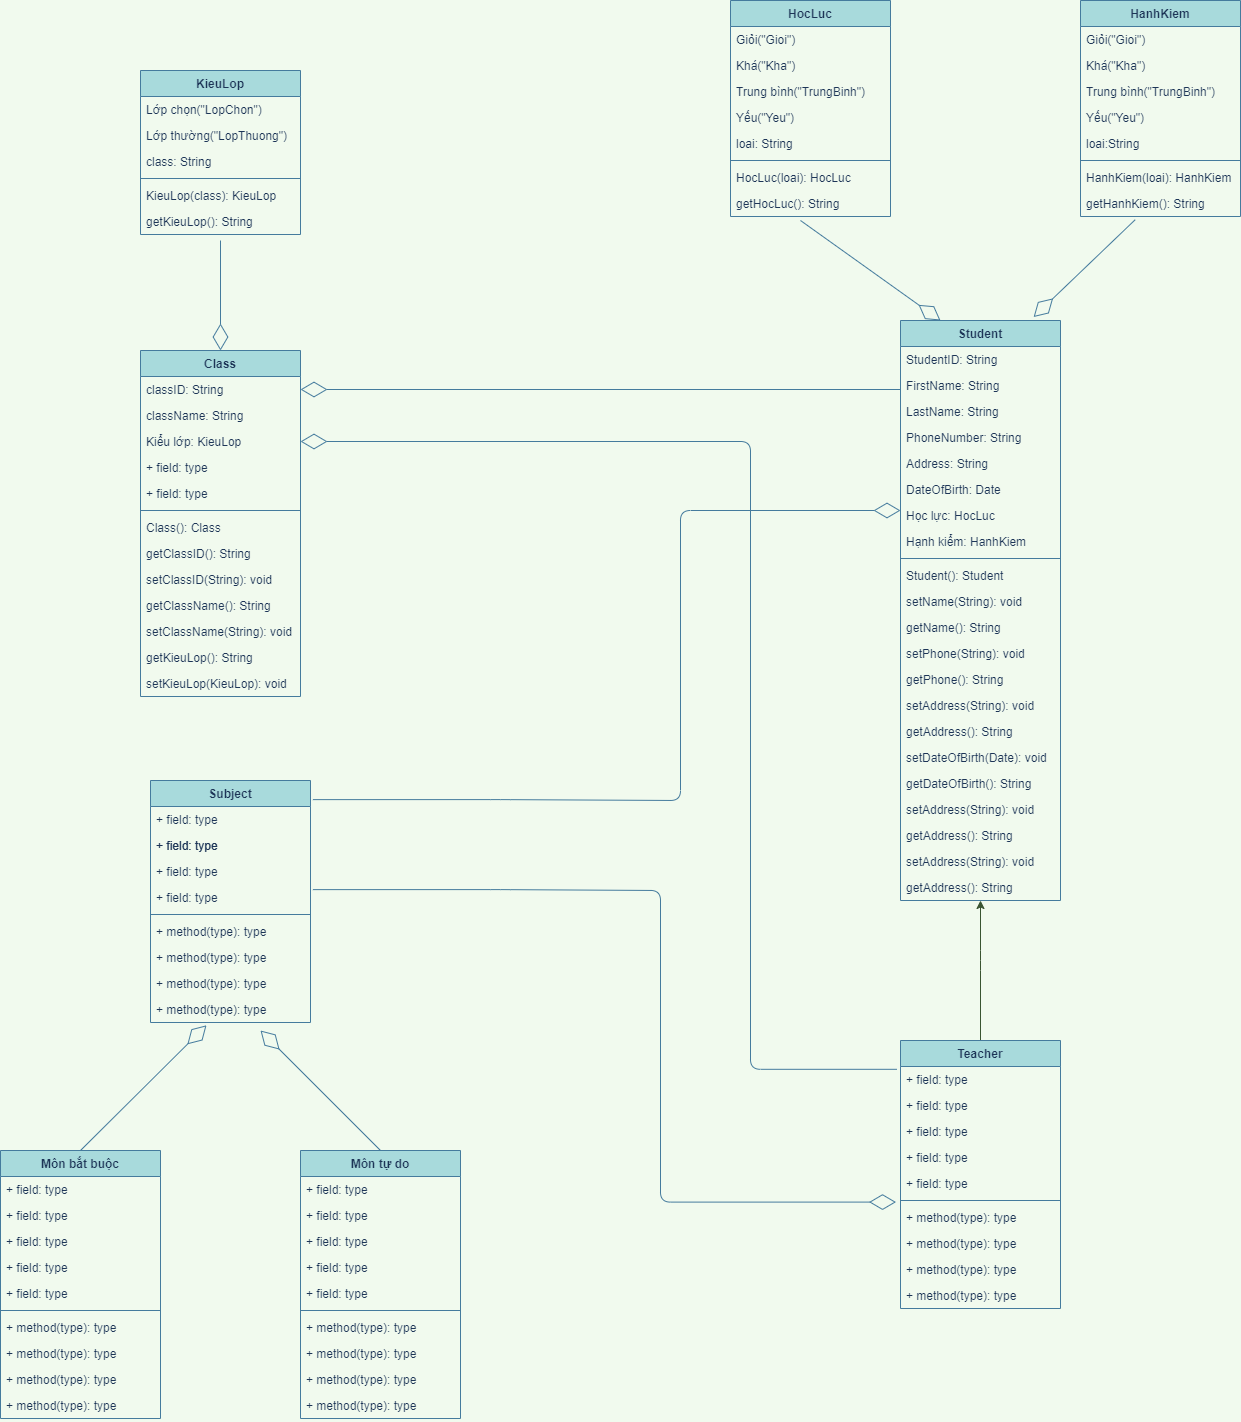 HocLuc
Giỏi("Gioi")
Khá("Kha")
Trung bình("TrungBinh")
Yếu("Yeu")
loai: String
HocLuc(loai): HocLuc
getHocLuc(): String
HanhKiem
Giỏi("Gioi")
Khá("Kha")
Trung bình("TrungBinh")
Yếu("Yeu")
loai:String
HanhKiem(loai): HanhKiem
getHanhKiem(): String
KieuLop
Lớp chọn("LopChon")
Lớp thường("LopThuong")
class: String
KieuLop(class): KieuLop
getKieuLop(): String
Class
classID: String
className: String
Kiểu lớp: KieuLop
+ field: type
+ field: type
Class(): Class
getClassID(): String
setClassID(String): void
getClassName(): String
setClassName(String): void
getKieuLop(): String
setKieuLop(KieuLop): void
Student
StudentID: String
FirstName: String
LastName: String
PhoneNumber: String
Address: String
DateOfBirth: Date
Học lực: HocLuc
Hạnh kiểm: HanhKiem
Student(): Student
setName(String): void
getName(): String
setPhone(String): void
getPhone(): String
setAddress(String): void
getAddress(): String
setDateOfBirth(Date): void
getDateOfBirth(): String
setAddress(String): void
getAddress(): String
setAddress(String): void
getAddress(): String
Subject
+ field: type
+ field: type
+ field: type
+ field: type
+ method(type): type
+ method(type): type
+ method(type): type
+ method(type): type
Teacher
+ field: type
+ field: type
+ field: type
+ field: type
+ field: type
+ method(type): type
+ method(type): type
+ method(type): type
+ method(type): type
Môn bắt buộc
+ field: type
+ field: type
+ field: type
+ field: type
+ field: type
+ method(type): type
+ method(type): type
+ method(type): type
+ method(type): type
Môn tự do
+ field: type
+ field: type
+ field: type
+ field: type
+ field: type
+ method(type): type
+ method(type): type
+ method(type): type
+ method(type): type